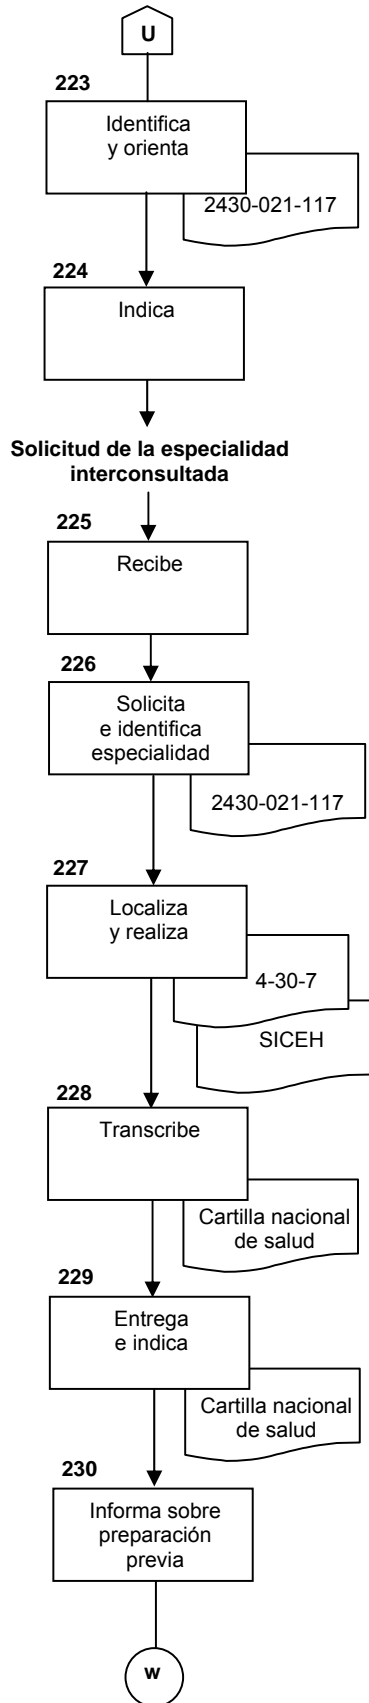 U
223
Identifica
y orienta
2430-021-117
224
Indica
Solicitud de la especialidad
interconsultada
225
Recibe
226
Solicita
e identifica
especialidad
2430-021-117
227
Localiza
y realiza
4-30-7
SICEH
228
Transcribe
Cartilla nacional
de salud
229
Entrega
e indica
Cartilla nacional
de salud
230
Informa sobre
preparación
previa
w